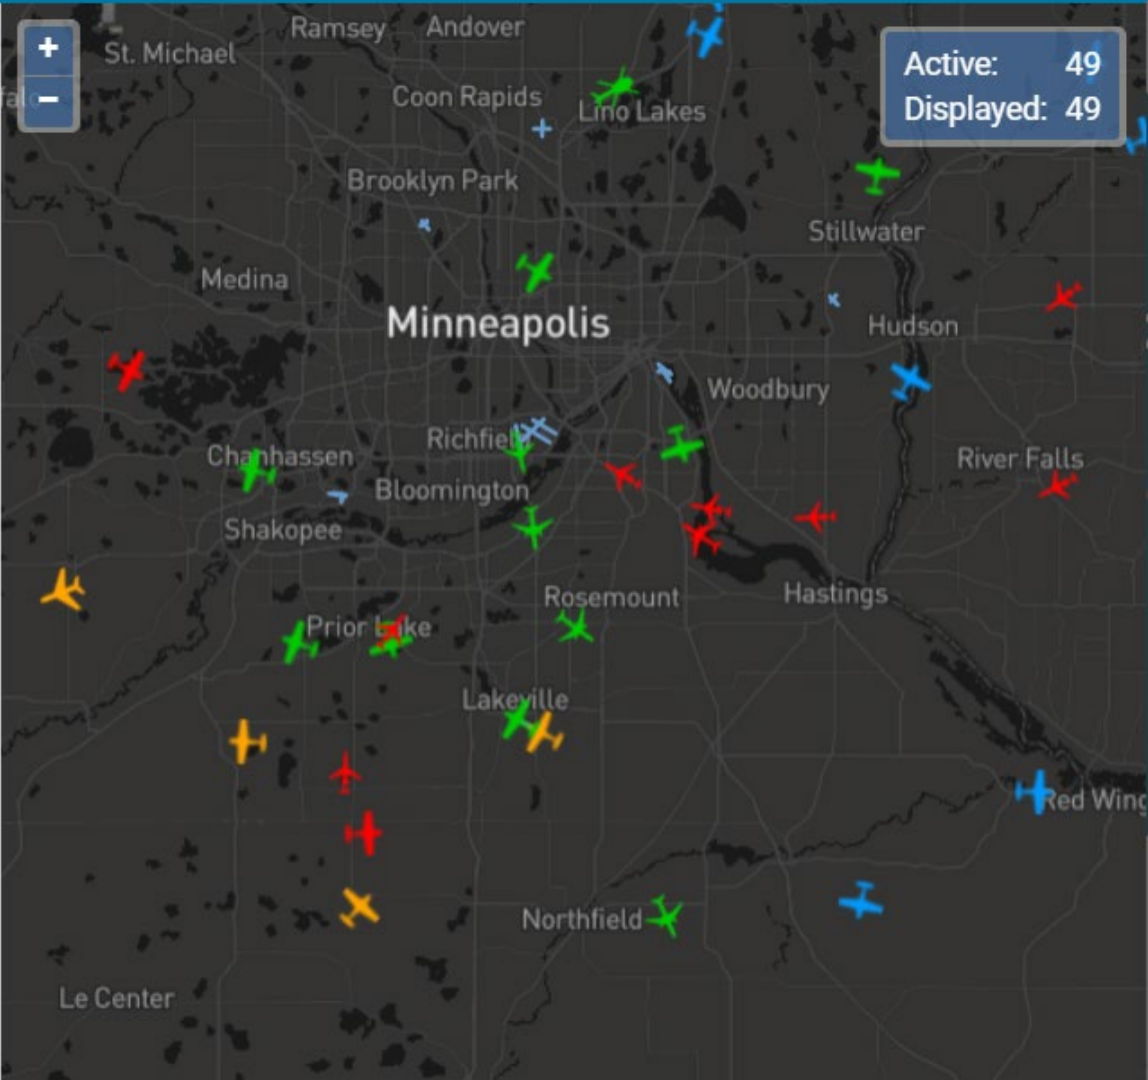 +
−
Ramsey
Andover
St. Michael
Active: 49
Displayed: 49
Coon Rapids
Lino Lakes
Brooklyn Park
Stillwater
Medina
Minneapolis
Hudson
Woodbury
Richfiel
Chanhassen
River Falls
Bloomington
Shakopee
Rosemount
Hastings
Prior Lake
Lakeville
Red Wing
Northfield
Le Center